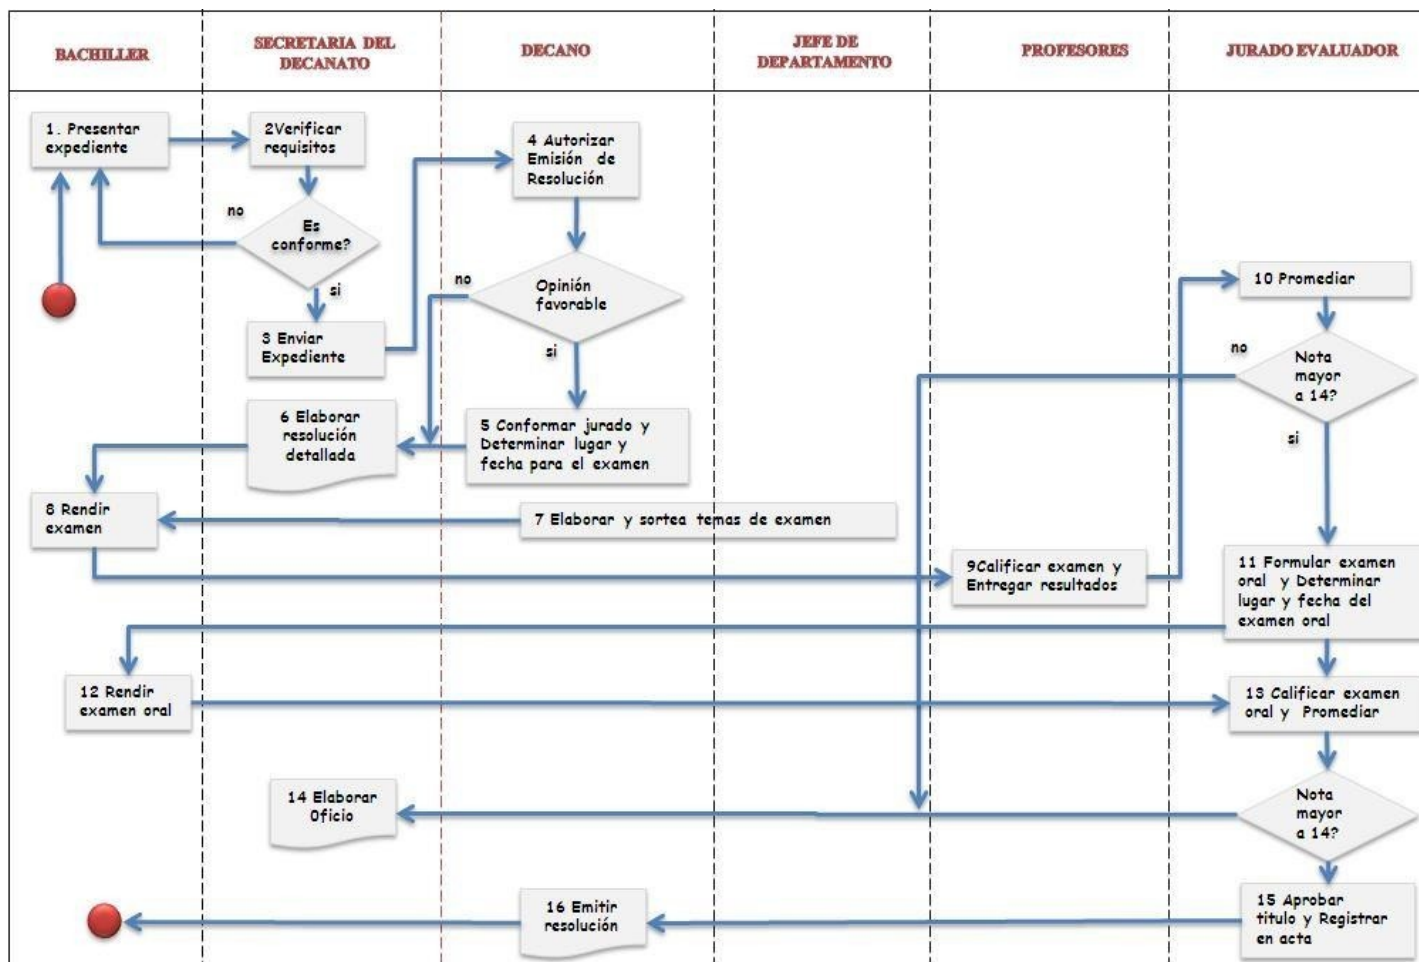 BACHILLER
SECRETARIA DEL
DECANATO
DECANO
JEFE DE
DEPARTAMENTO
PROFESORES
JURADO EVALUADOR
1. Presentar
expediente
2Verificar
requisitos
4 Autorizar
Emisión de
Resolución
no
Es
conforme?
si
no
Opinión
favorable
si
10 Promediar
3 Enviar
Expediente
no
Nota
mayor
a 14?
si
6 Elaborar
resolución
detallada
5 Conformar jurado y
Determinar lugar y
fecha para el examen
8 Rendir
examen
7 Elaborar y sortea temas de examen
9Calificar examen y
Entregar resultados
11 Formular examen
oral y Determinar
lugar y fecha del
examen oral
12 Rendir
examen oral
13 Calificar examen
oral y Promediar
14 Elaborar
Oficio
Nota
mayor
a 14?
16 Emitir
resolución
15 Aprobar
titulo y Registrar
en acta